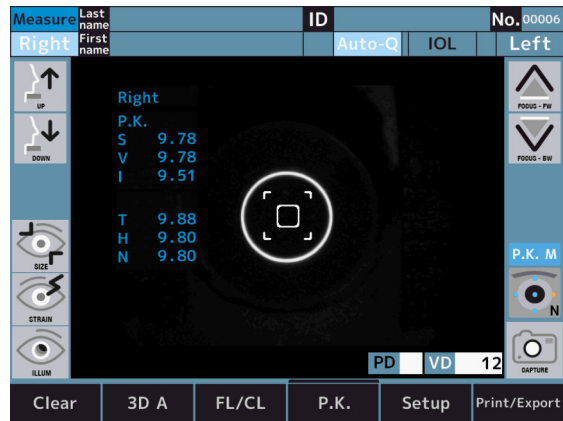 Measure Last name ID No. 00006
Right First name Auto-Q IOL Left
UP
DOWN
SIZE
STRAIN
ILLUM
Right
P.K.
S 9.78
V 9.78
I 9.51
T 9.88
H 9.80
N 9.80
FOCUS - FW
FOCUS - BW
P.K. M
N
CAPTURE
PD VD 12
Clear 3D A FL/CL P.K. Setup Print/Export